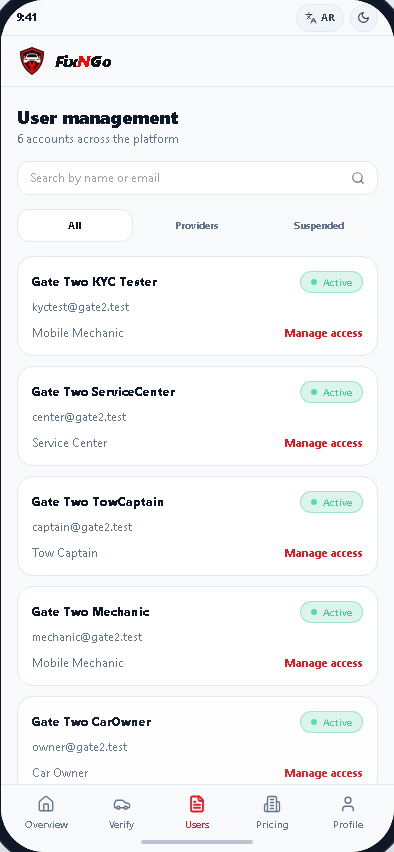 9:41
AR
FixNGo
User management
6 accounts across the platform
Search by name or email
All Providers Suspended
Gate Two KYC Tester Active
kyctest@gate2.test
Mobile Mechanic Manage access
Gate Two ServiceCenter Active
center@gate2.test
Service Center Manage access
Gate Two TowCaptain Active
captain@gate2.test
Tow Captain Manage access
Gate Two Mechanic Active
mechanic@gate2.test
Mobile Mechanic Manage access
Gate Two CarOwner Active
owner@gate2.test
Car Owner Manage access
Overview Verify Users Pricing Profile